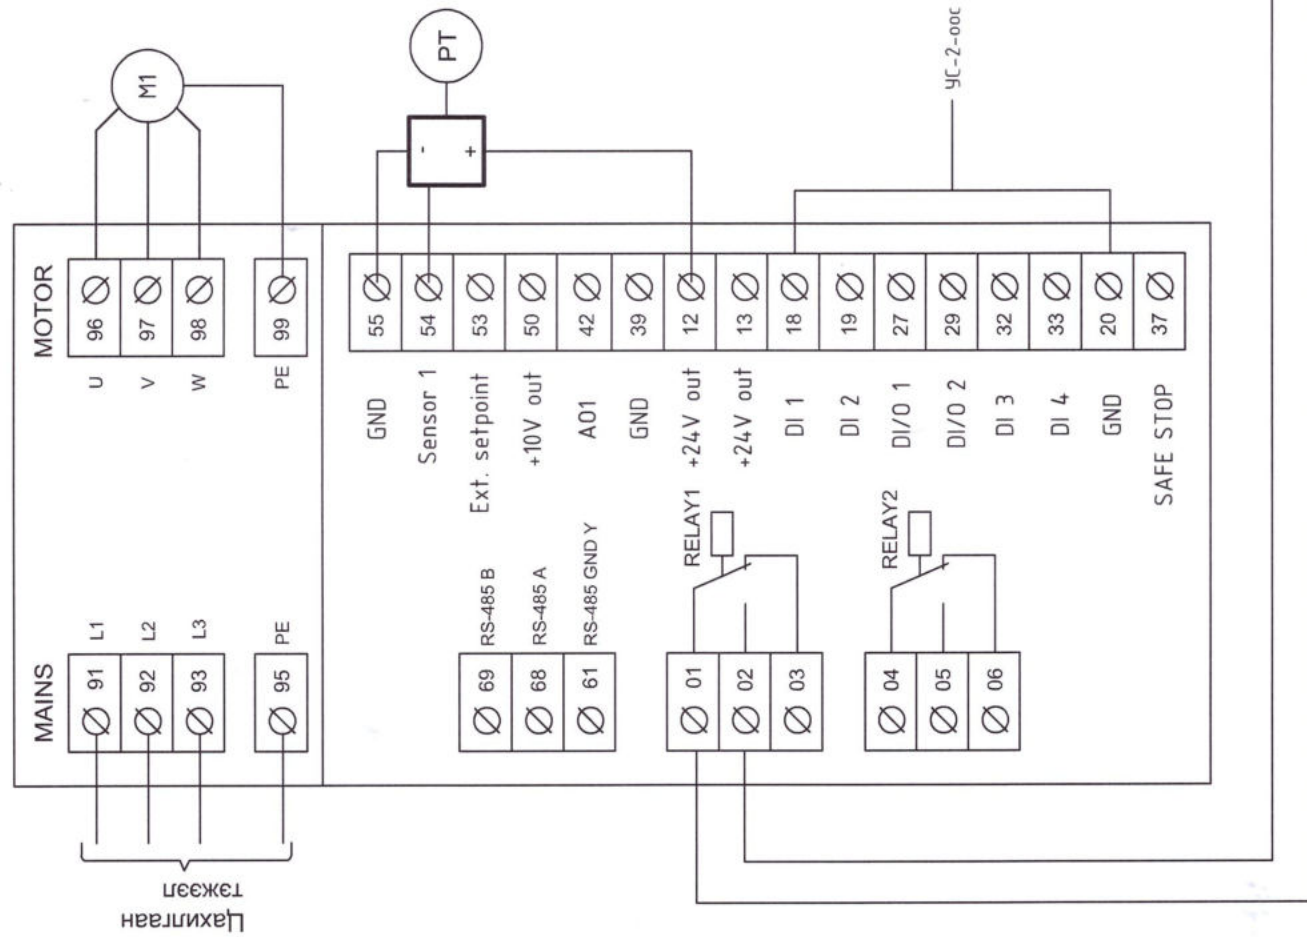 MOTOR
96 U
97 V
98 W
99 PE
M1
MAINS
91 L1
92 L2
93 L3
95 PE
Цахилгаан
тэжээл
PT
-
+
55 GND
54 Sensor 1
53 Ext. setpoint
50 +10V out
42 AO1
39 GND
12 +24V out
13 +24V out
18 DI 1
19 DI 2
27 DI/O 1
29 DI/O 2
32 DI 3
33 DI 4
20 GND
37 SAFE STOP
УС-2-оос
69 RS-485 B
68 RS-485 A
61 RS-485 GND Y
RELAY1
01
02
03
RELAY2
04
05
06